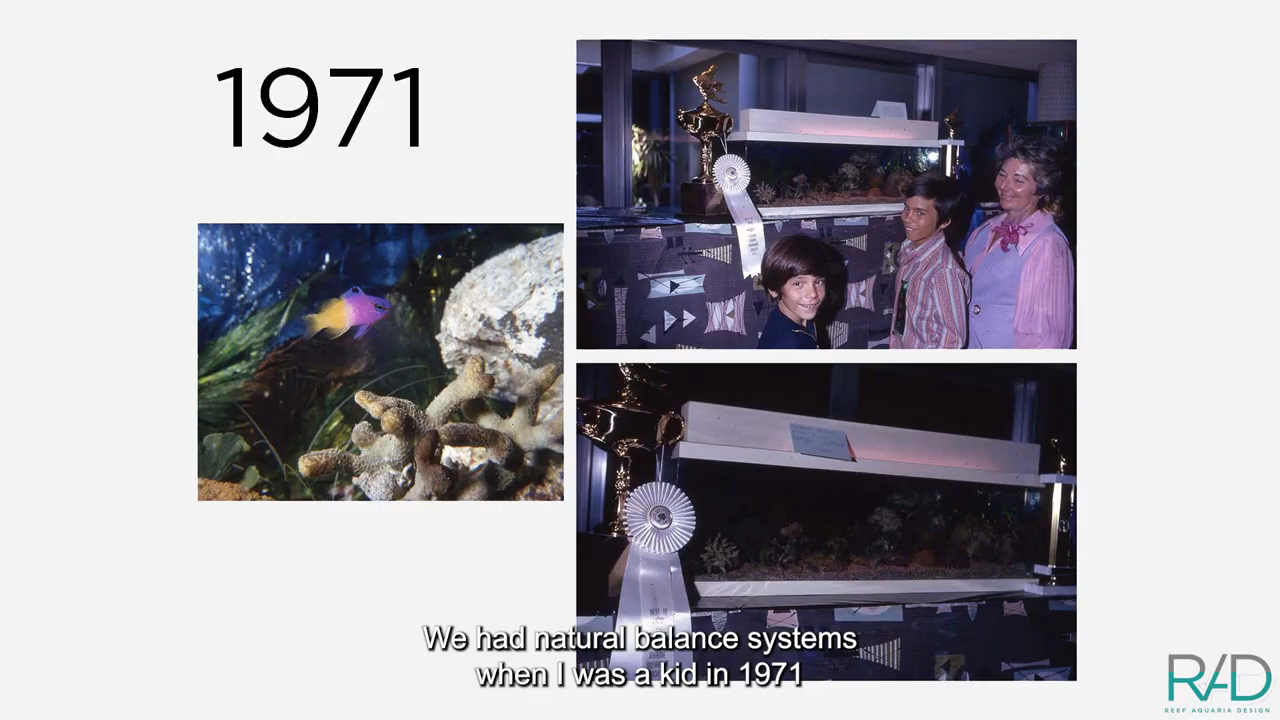 1971
We had natural balance systems
when I was a kid in 1971
RAD
REEF AQUARIA DESIGN